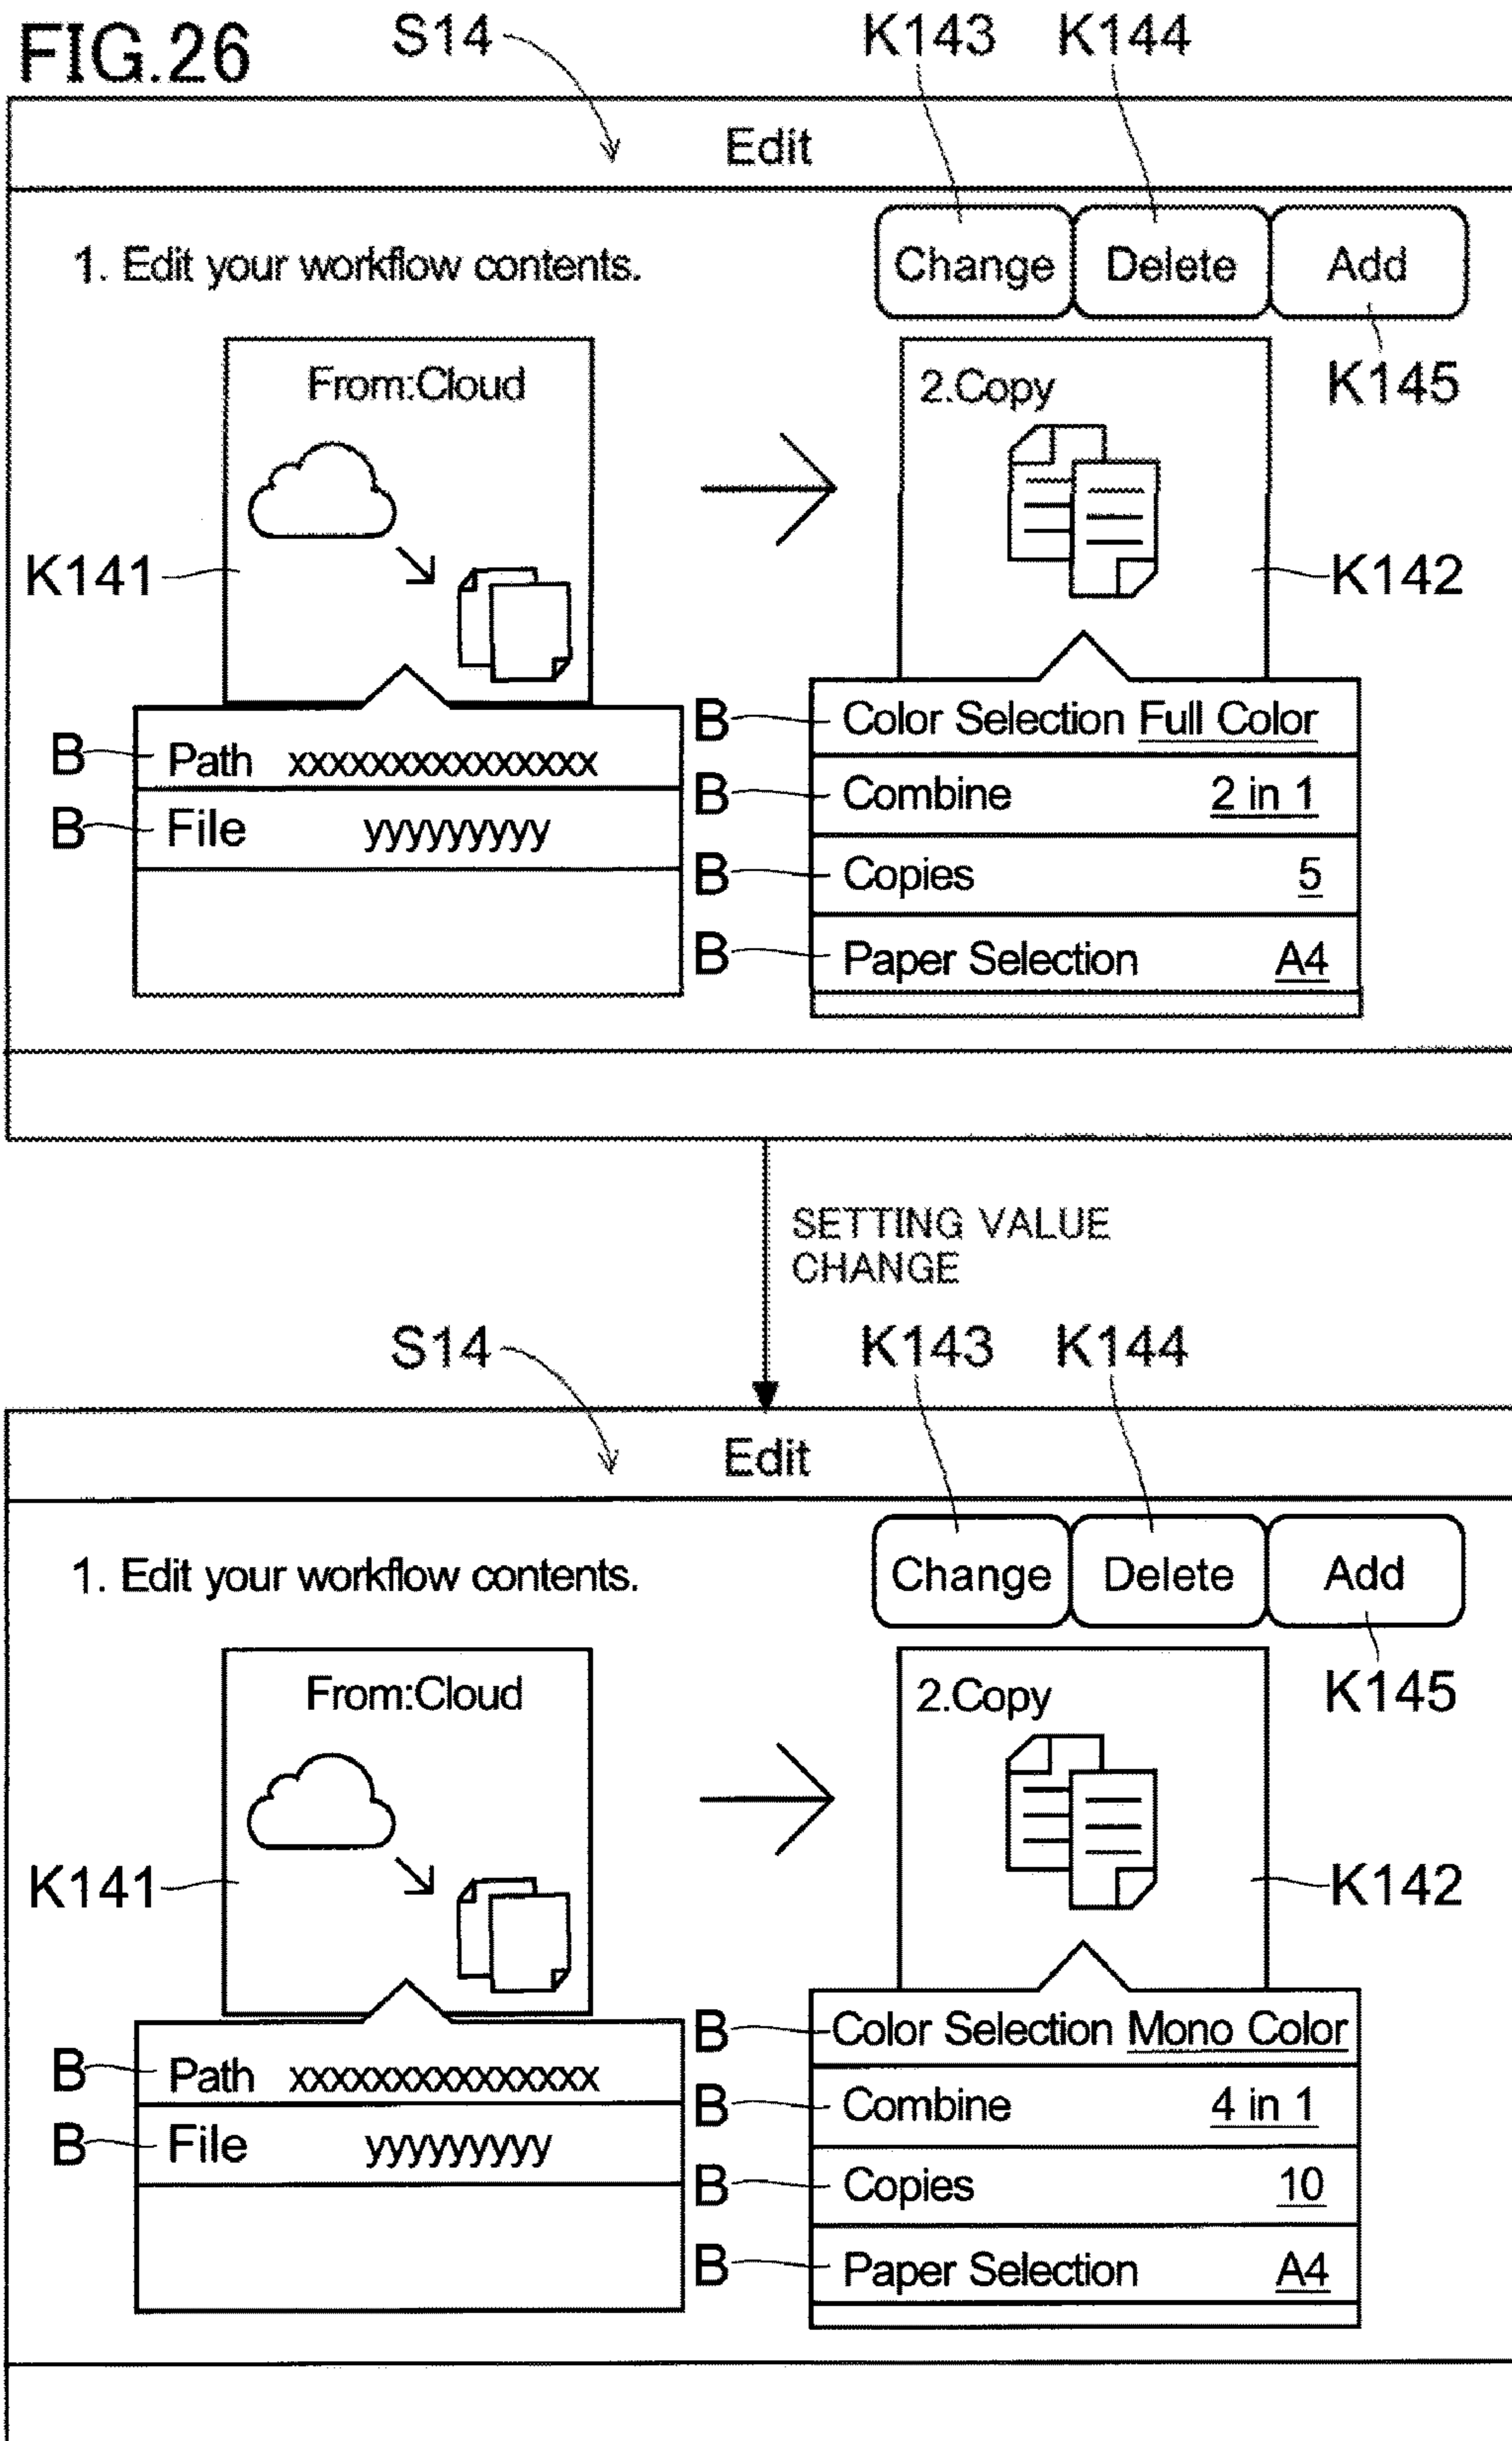 FIG.26
S14
K143
K144
Edit
1. Edit your workflow contents.
Change
Delete
Add
K145
From:Cloud
2.Copy
K141
K142
B
Path xxxxxxxxxxxxxxx
B
File yyyyyyyyy
B
Color Selection Full Color
B
Combine 2 in 1
B
Copies 5
B
Paper Selection A4
SETTING VALUE
CHANGE
S14
K143
K144
Edit
1. Edit your workflow contents.
Change
Delete
Add
K145
From:Cloud
2.Copy
K141
K142
B
Path xxxxxxxxxxxxxxx
B
File yyyyyyyyy
B
Color Selection Mono Color
B
Combine 4 in 1
B
Copies 10
B
Paper Selection A4